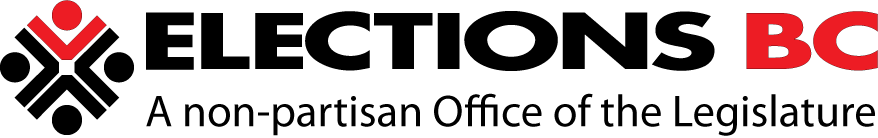 ELECTIONS BC
A non-partisan Office of the Legislature